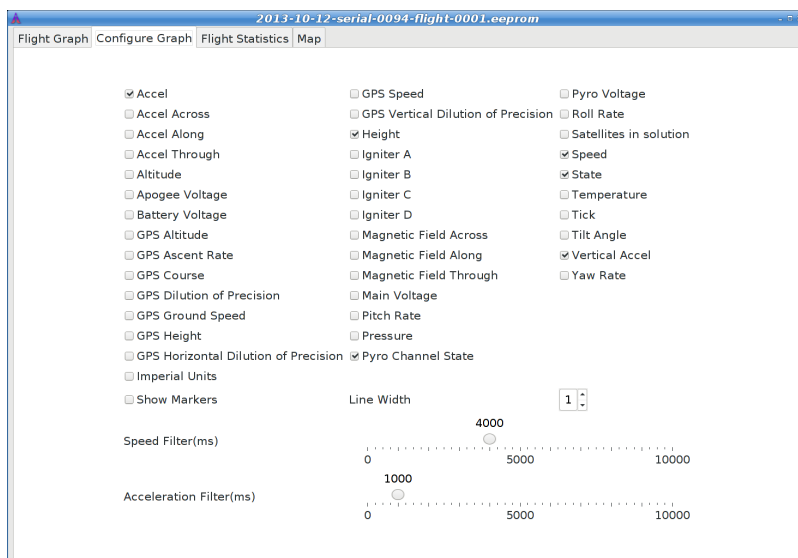 2013-10-12-serial-0094-flight-0001.eeprom
Flight Graph Configure Graph Flight Statistics Map
Accel GPS Speed Pyro Voltage
Accel Across GPS Vertical Dilution of Precision Roll Rate
Accel Along Height Satellites in solution
Accel Through Igniter A Speed
Altitude Igniter B State
Apogee Voltage Igniter C Temperature
Battery Voltage Igniter D Tick
GPS Altitude Magnetic Field Across Tilt Angle
GPS Ascent Rate Magnetic Field Along Vertical Accel
GPS Course Magnetic Field Through Yaw Rate
GPS Dilution of Precision Main Voltage
GPS Ground Speed Pitch Rate
GPS Height Pressure
GPS Horizontal Dilution of Precision Pyro Channel State
Imperial Units
Show Markers Line Width 1
4000
Speed Filter(ms)
0 5000 10000
1000
Acceleration Filter(ms)
0 5000 10000